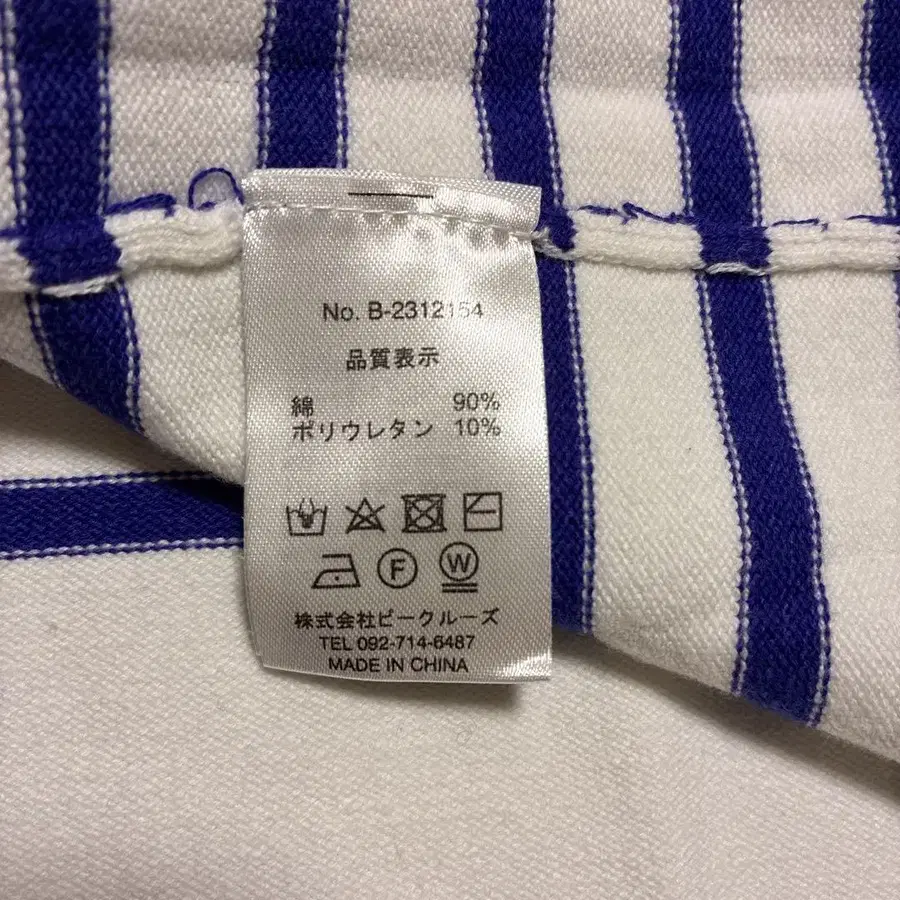 No. B-2312154
品質表示
綿 90%
ポリウレタン 10%
F W
株式会社ビークルーズ
TEL 092-714-6487
MADE IN CHINA